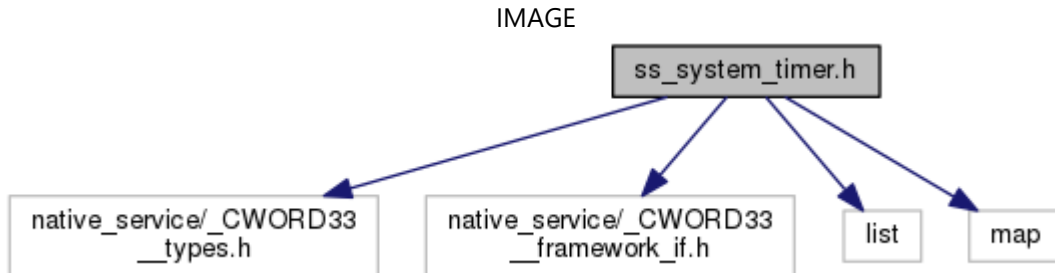 IMAGE
ss_system_timer.h
native_service/_CWORD33
__types.h
native_service/_CWORD33
__framework_if.h
list
map